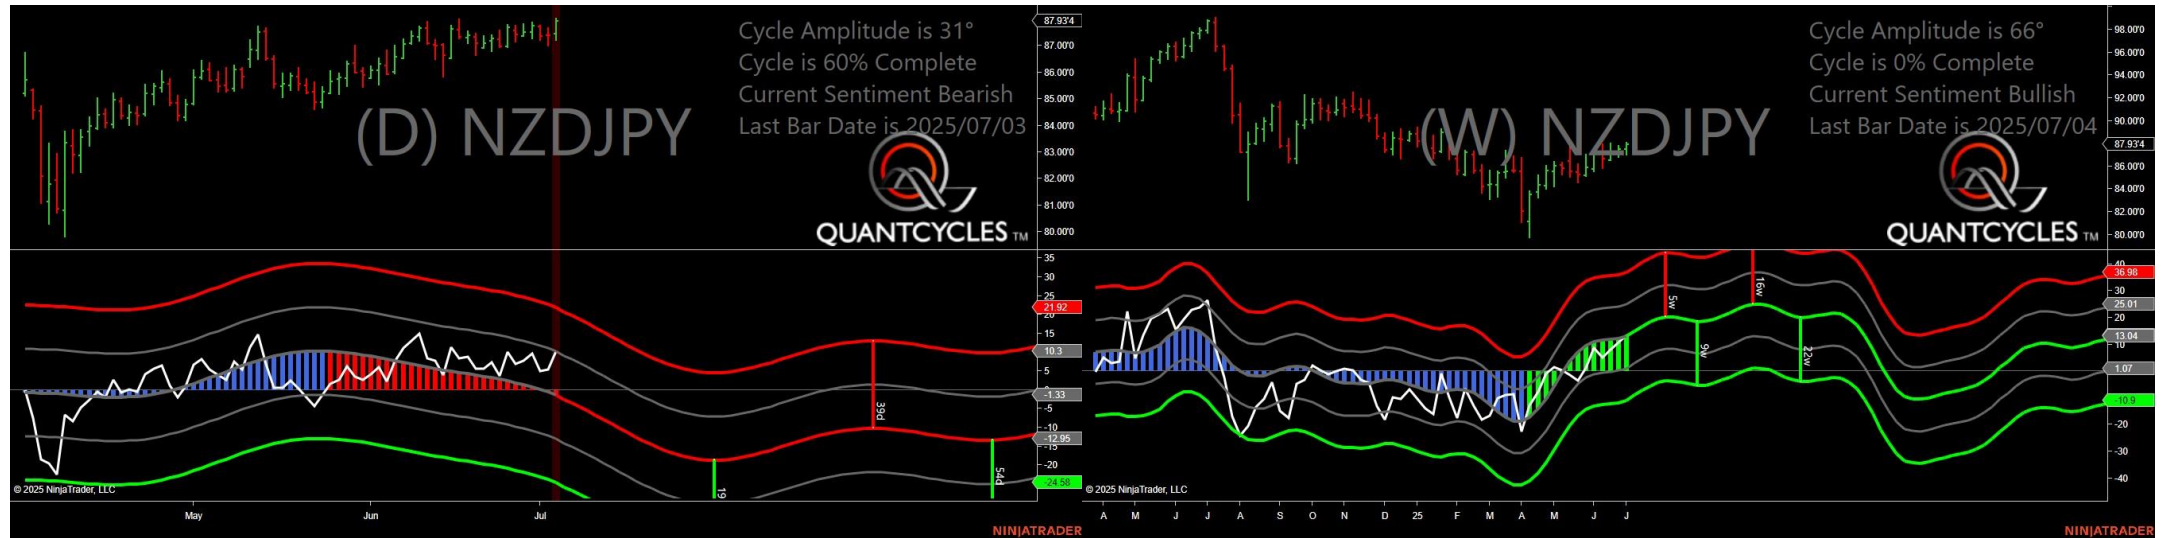 Cycle Amplitude is 31°
Cycle is 60% Complete
Current Sentiment Bearish
Last Bar Date is 2025/07/03
(D) NZDJPY
QUANTCYCLES TM
87.93'4
87.00'0
86.00'0
85.00'0
84.00'0
83.00'0
82.00'0
81.00'0
80.00'0
35
30
25
21.92
20
15
10.3
5
0
-1.33
-5
-10
-12.95
-15
-20
-24.58
39d
54d
19
© 2025 NinjaTrader, LLC
May
Jun
Jul
NINJATRADER
Cycle Amplitude is 66°
Cycle is 0% Complete
Current Sentiment Bullish
Last Bar Date is 2025/07/04
(W) NZDJPY
QUANTCYCLES TM
98.00'0
96.00'0
94.00'0
92.00'0
90.00'0
87.93'4
86.00'0
84.00'0
82.00'0
80.00'0
40
36.98
30
25.01
20
13.04
10
1.07
-10.9
-20
-30
-40
5w
16w
9w
22w
© 2025 NinjaTrader, LLC
A
M
J
J
A
S
O
N
D
25
F
M
A
M
J
J
NINJATRADER